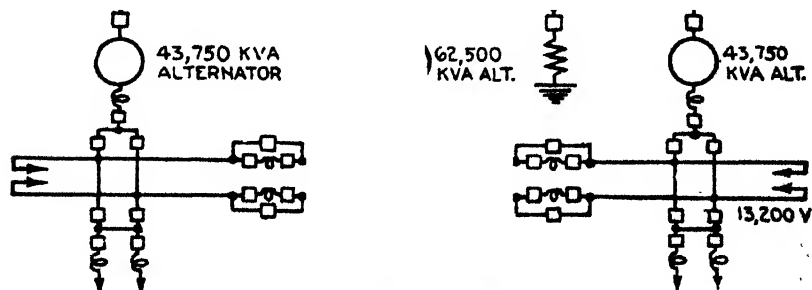 43,750 KVA
ALTERNATOR
62,500
KVA ALT.
43,750
KVA ALT.
13,200 V